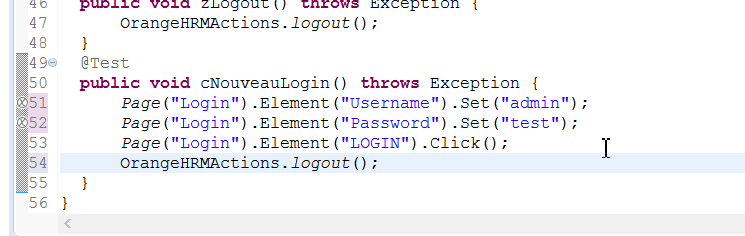 46 public void zLogout() throws Exception {
47 OrangeHRMActions.logout();
48 }
49 @Test
50 public void cNouveauLogin() throws Exception {
51 Page("Login").Element("Username").Set("admin");
52 Page("Login").Element("Password").Set("test");
53 Page("Login").Element("LOGIN").Click();
54 OrangeHRMActions.logout();
55 }
56 }